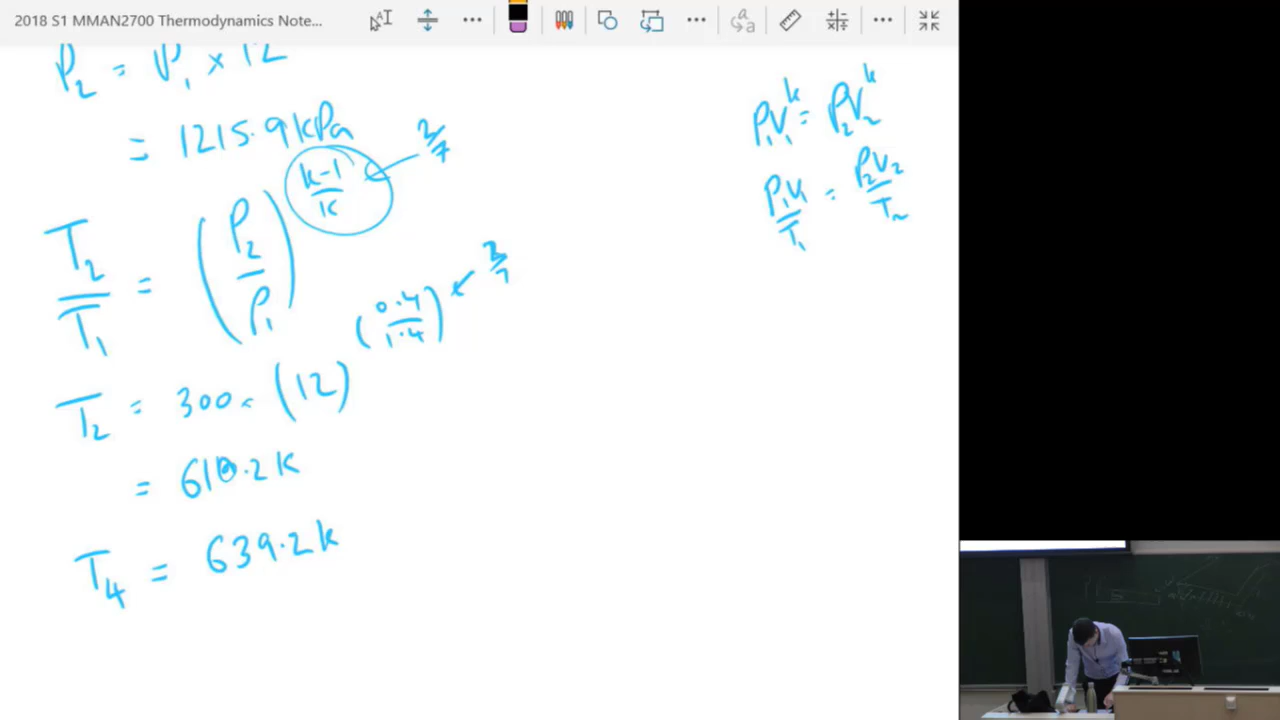 2018 S1 MMAN2700 Thermodynamics Note...
P₂ = P₁ × 12
= 1215.9 kPa
T₂/T₁ = (P₂/P₁)^((k-1)/k) ← 2/7
T₂ = 300 × (12)^(0.4/1.4) ← 2/7
= 610.2 K
T₄ = 639.2 K
P₁V₁^k = P₂V₂^k
P₁V₁/T₁ = P₂V₂/T₂